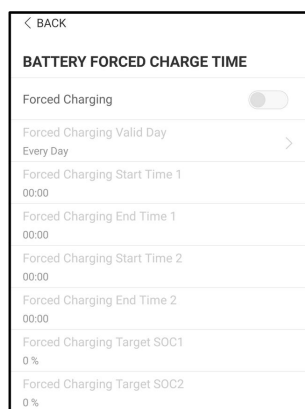 < BACK
BATTERY FORCED CHARGE TIME
Forced Charging
Forced Charging Valid Day
Every Day
Forced Charging Start Time 1
00:00
Forced Charging End Time 1
00:00
Forced Charging Start Time 2
00:00
Forced Charging End Time 2
00:00
Forced Charging Target SOC1
0 %
Forced Charging Target SOC2
0 %